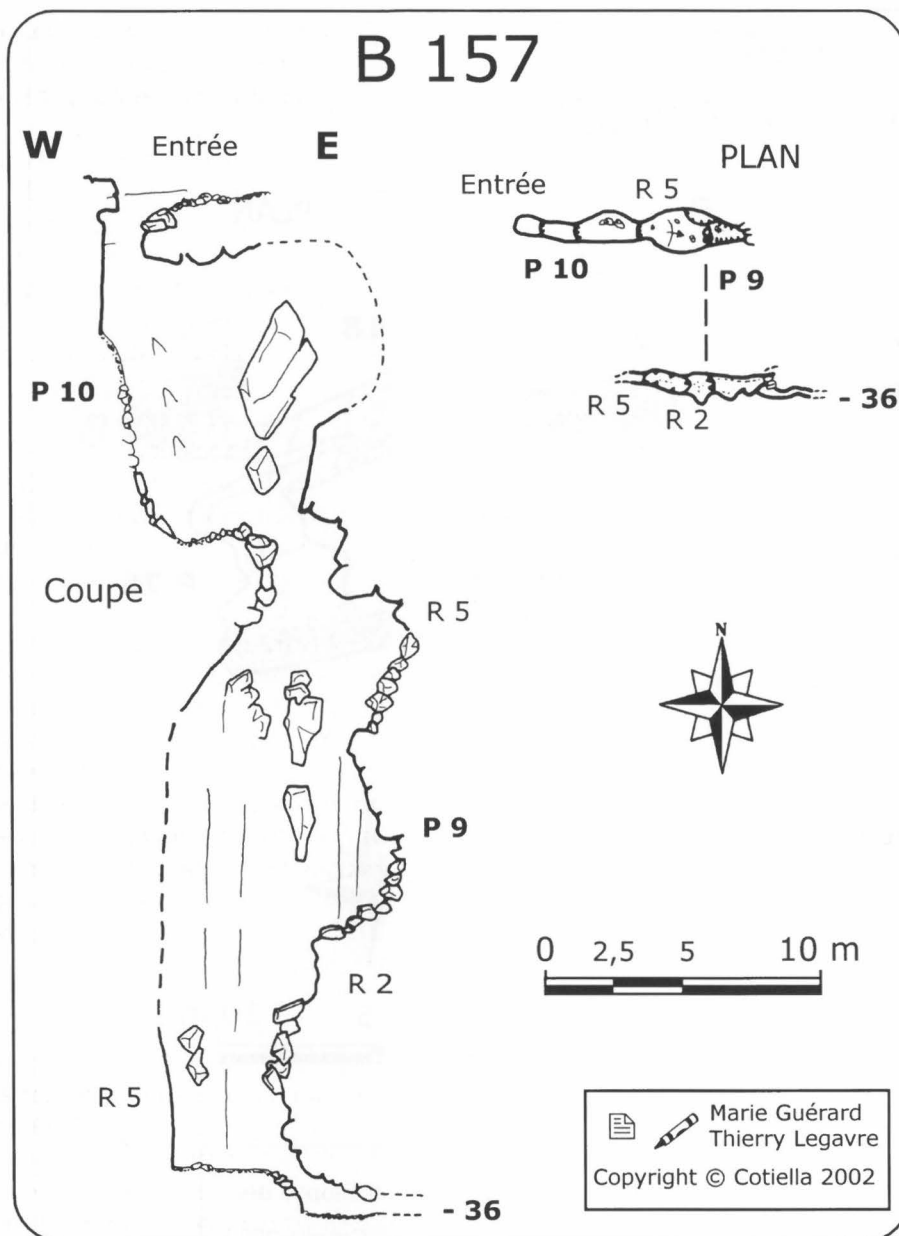 B 157
W Entrée E
PLAN
Entrée
R 5
P 10
P 9
R 5
R 2
- 36
P 10
Coupe
R 5
P 9
R 2
R 5
- 36
N
0 2,5 5 10 m
Marie Guérard
Thierry Legavre
Copyright © Cotiella 2002